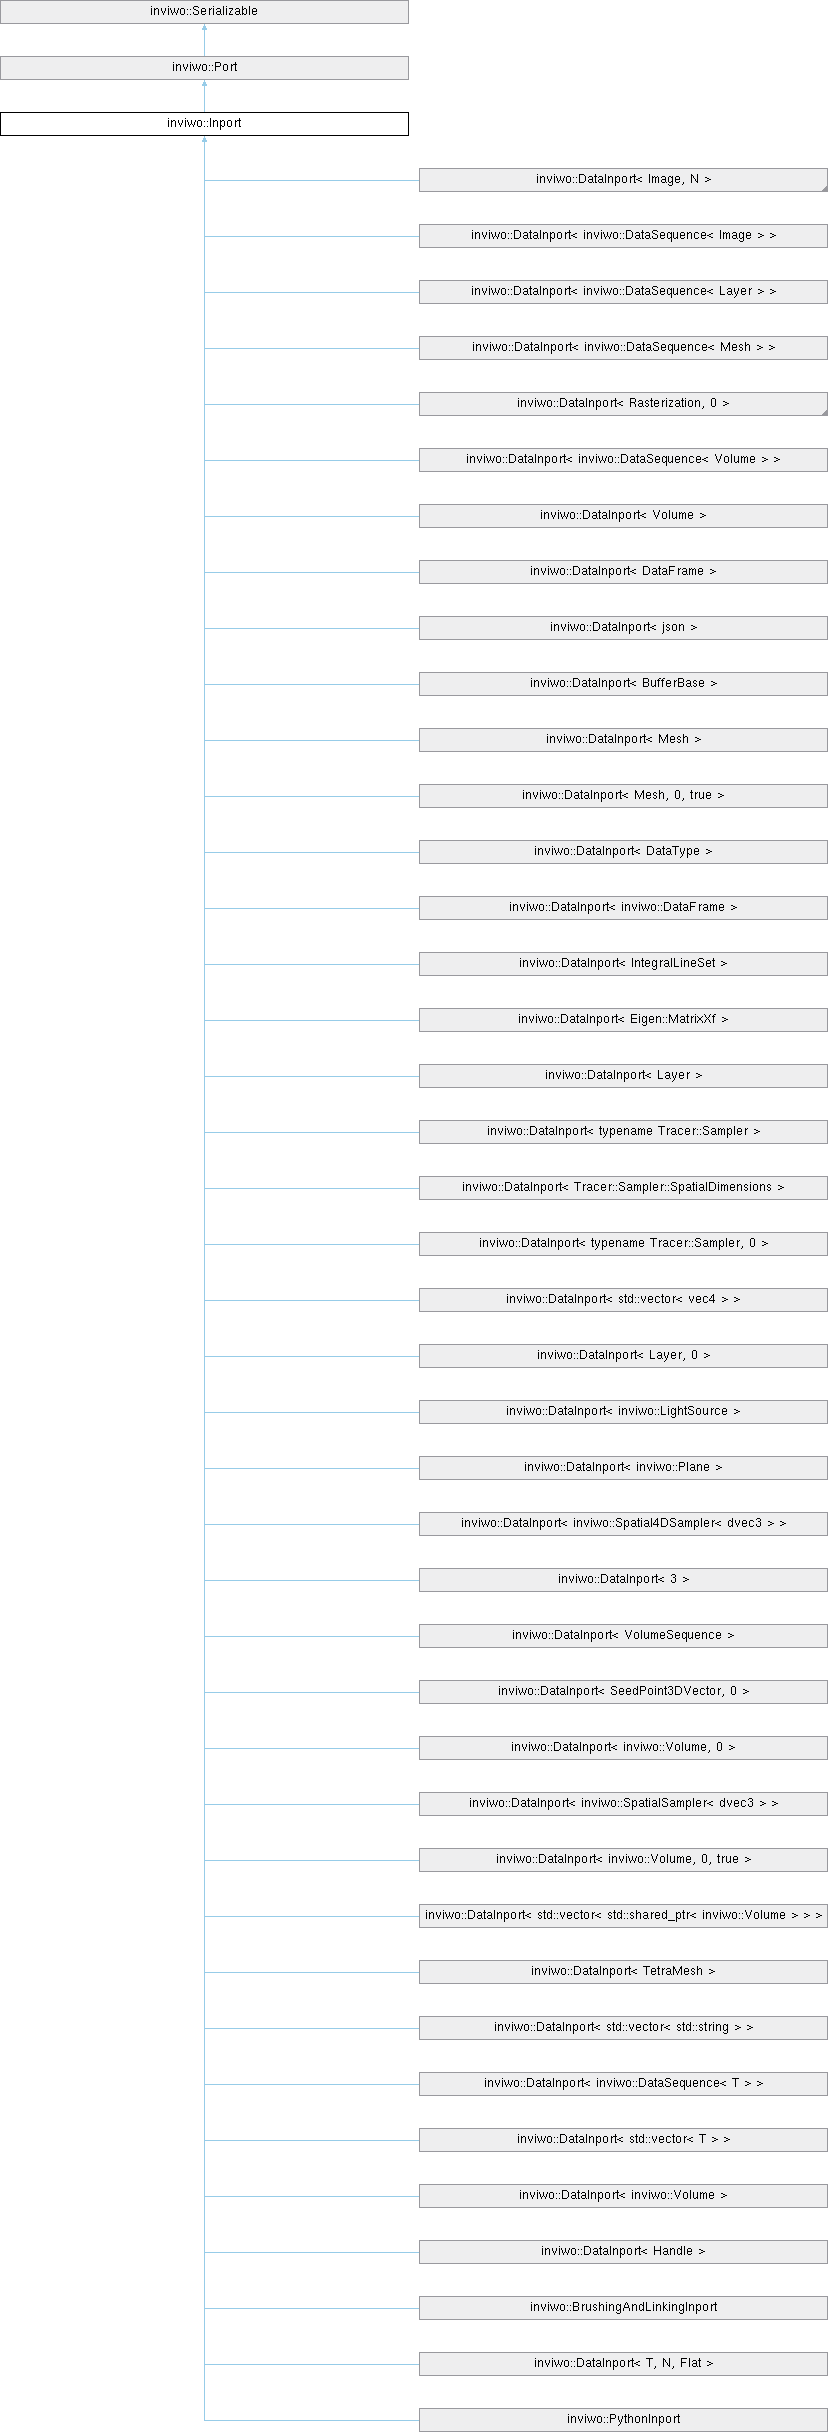 inviwo::Serializable
inviwo::Port
inviwo::Inport
inviwo::DataInport< Image, N >
inviwo::DataInport< inviwo::DataSequence< Image > >
inviwo::DataInport< inviwo::DataSequence< Layer > >
inviwo::DataInport< inviwo::DataSequence< Mesh > >
inviwo::DataInport< Rasterization, 0 >
inviwo::DataInport< inviwo::DataSequence< Volume > >
inviwo::DataInport< Volume >
inviwo::DataInport< DataFrame >
inviwo::DataInport< json >
inviwo::DataInport< BufferBase >
inviwo::DataInport< Mesh >
inviwo::DataInport< Mesh, 0, true >
inviwo::DataInport< DataType >
inviwo::DataInport< inviwo::DataFrame >
inviwo::DataInport< IntegralLineSet >
inviwo::DataInport< Eigen::MatrixXf >
inviwo::DataInport< Layer >
inviwo::DataInport< typename Tracer::Sampler >
inviwo::DataInport< Tracer::Sampler::SpatialDimensions >
inviwo::DataInport< typename Tracer::Sampler, 0 >
inviwo::DataInport< std::vector< vec4 > >
inviwo::DataInport< Layer, 0 >
inviwo::DataInport< inviwo::LightSource >
inviwo::DataInport< inviwo::Plane >
inviwo::DataInport< inviwo::Spatial4DSampler< dvec3 > >
inviwo::DataInport< 3 >
inviwo::DataInport< VolumeSequence >
inviwo::DataInport< SeedPoint3DVector, 0 >
inviwo::DataInport< inviwo::Volume, 0 >
inviwo::DataInport< inviwo::SpatialSampler< dvec3 > >
inviwo::DataInport< inviwo::Volume, 0, true >
inviwo::DataInport< std::vector< std::shared_ptr< inviwo::Volume > > >
inviwo::DataInport< TetraMesh >
inviwo::DataInport< std::vector< std::string > >
inviwo::DataInport< inviwo::DataSequence< T > >
inviwo::DataInport< std::vector< T > >
inviwo::DataInport< inviwo::Volume >
inviwo::DataInport< Handle >
inviwo::BrushingAndLinkingInport
inviwo::DataInport< T, N, Flat >
inviwo::PythonInport